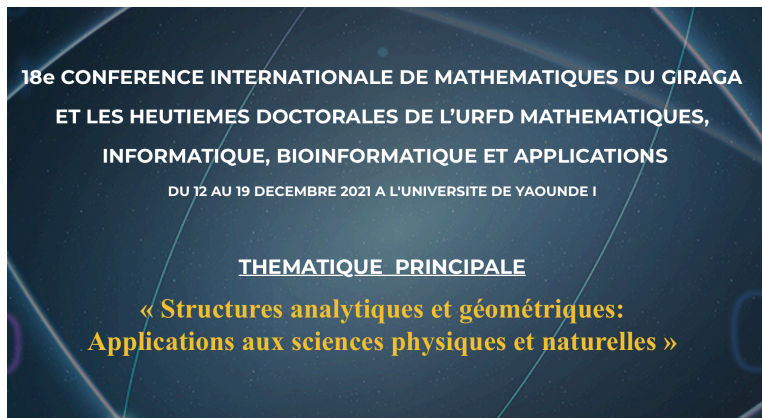 18e CONFERENCE INTERNATIONALE DE MATHEMATIQUES DU GIRAGA
ET LES HEUTIEMES DOCTORALES DE L’URFD MATHEMATIQUES,
INFORMATIQUE, BIOINFORMATIQUE ET APPLICATIONS
DU 12 AU 19 DECEMBRE 2021 A L'UNIVERSITE DE YAOUNDE I
THEMATIQUE PRINCIPALE
« Structures analytiques et géométriques:
Applications aux sciences physiques et naturelles »